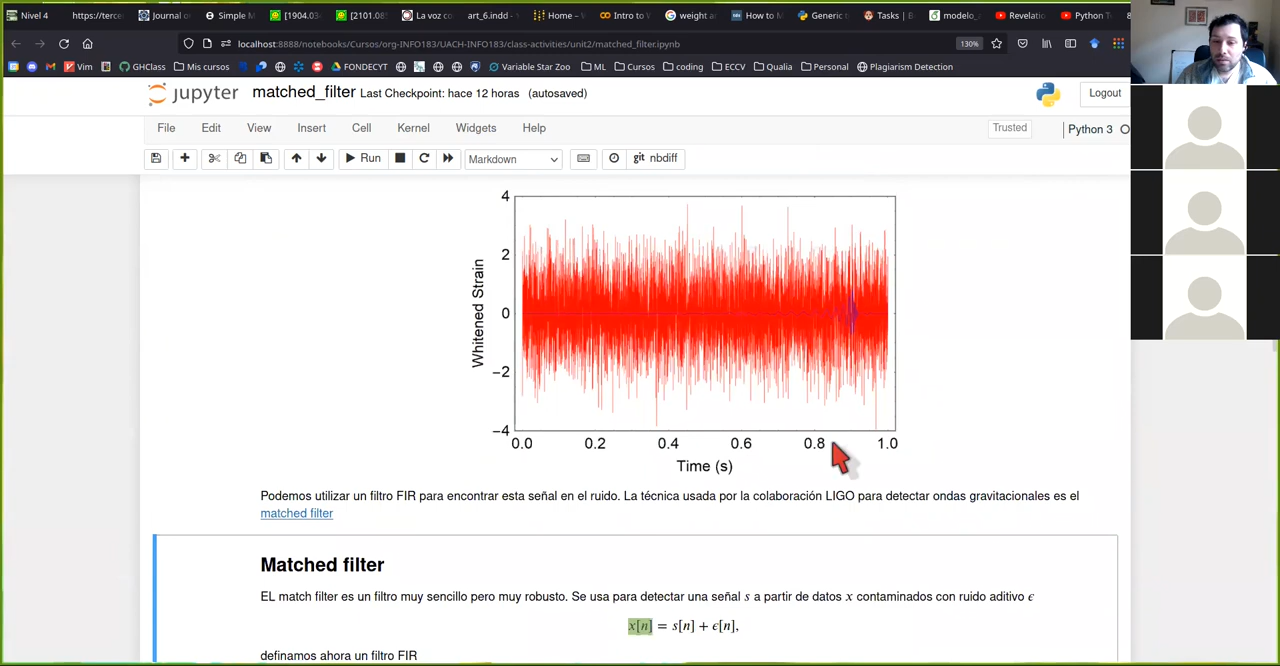 Nivel 4 https://tercei Journal o Simple M [1904.03 [2101.08 La voz co art_6.indd - Home – Intro to V weight a How to M Generic Tasks | B modelo_ Revelatio Python T
localhost:8888/notebooks/Cursos/org-INFO183/UACH-INFO183/class-activities/unit2/matched_filter.ipynb 130%
Vim GHClass Mis cursos FONDECYT Variable Star Zoo ML Cursos coding ECCV Qualia Personal Plagiarism Detection
jupyter matched_filter Last Checkpoint: hace 12 horas (autosaved) Logout
File Edit View Insert Cell Kernel Widgets Help Trusted Python 3
Run Markdown git nbdiff
4
2
0
−2
−4
Whitened Strain
0.0 0.2 0.4 0.6 0.8 1.0
Time (s)
Podemos utilizar un filtro FIR para encontrar esta señal en el ruido. La técnica usada por la colaboración LIGO para detectar ondas gravitacionales es el
matched filter
Matched filter
EL match filter es un filtro muy sencillo pero muy robusto. Se usa para detectar una señal s a partir de datos x contaminados con ruido aditivo ϵ
x[n] = s[n] + ϵ[n],
definamos ahora un filtro FIR